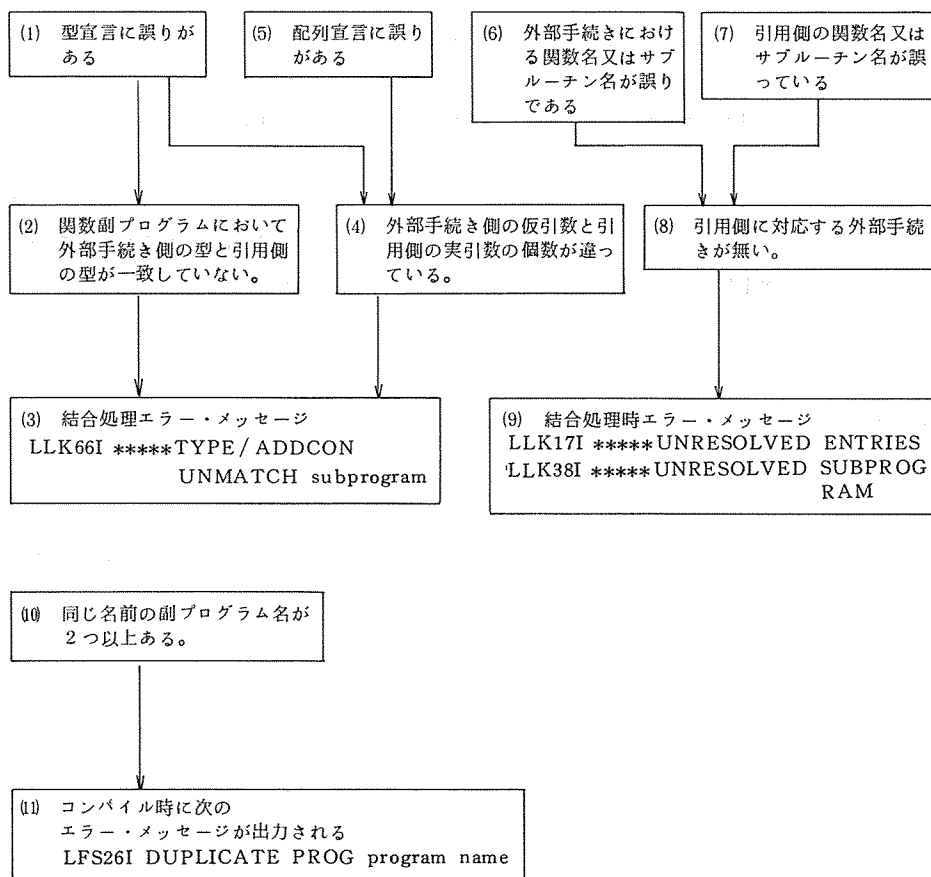 (1) 型宣言に誤りが
ある
(5) 配列宣言に誤り
がある
(6) 外部手続きにおけ
る関数名又はサブ
ルーチン名が誤り
である
(7) 引用側の関数名又は
サブルーチン名が誤
っている
(2) 関数副プログラムにおいて
外部手続き側の型と引用側
の型が一致していない。
(4) 外部手続き側の仮引数と引
用側の実引数の個数が違っ
ている。
(8) 引用側に対応する外部手続
きが無い。
(3) 結合処理エラー・メッセージ
LLK66I *****TYPE/ADDCON
UNMATCH subprogram
(9) 結合処理時エラー・メッセージ
LLK17I *****UNRESOLVED ENTRIES
LLK38I *****UNRESOLVED SUBPROG
RAM
(10) 同じ名前の副プログラム名が
2つ以上ある。
(11) コンパイル時に次の
エラー・メッセージが出力される
LFS26I DUPLICATE PROG program name